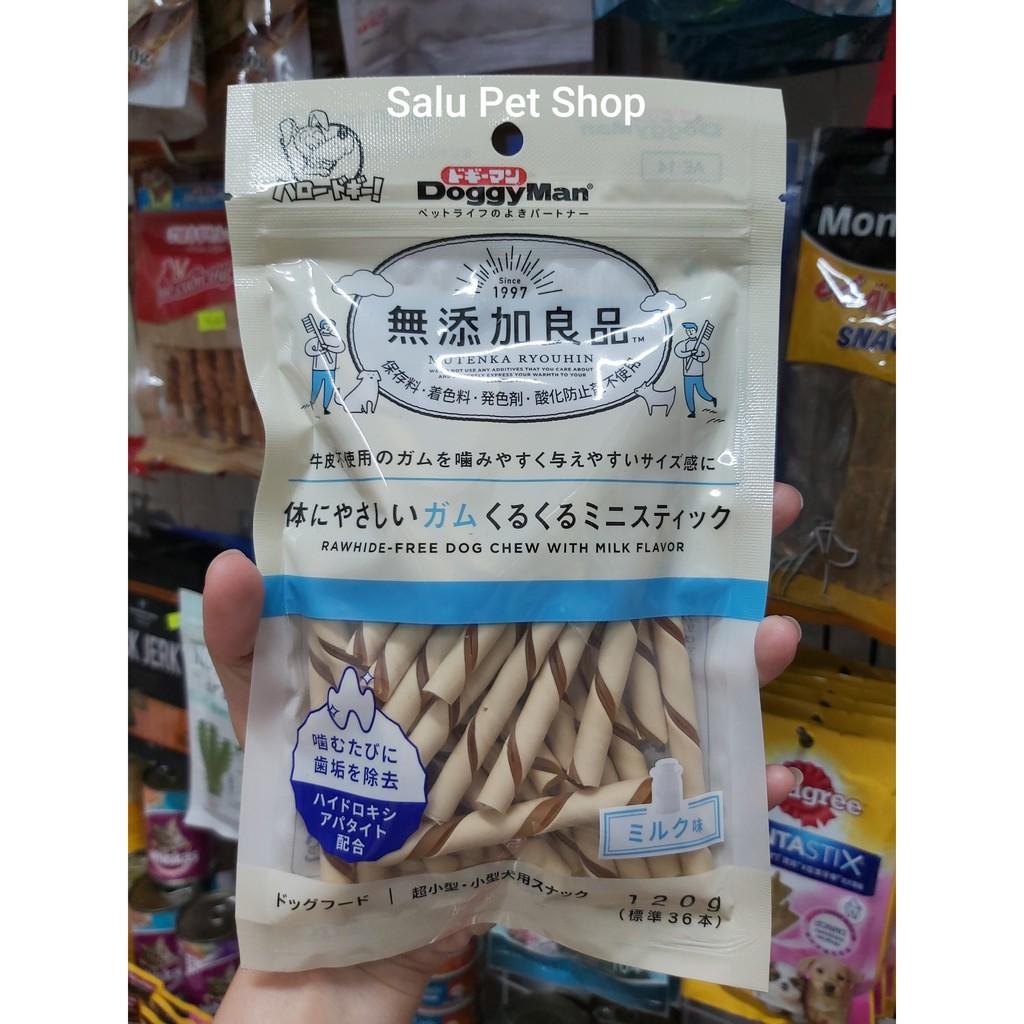 Salu Pet Shop
ハロードギー!
ドギーマン
DoggyMan®
ペットライフのよきパートナー
Since
1997
無添加良品™
MUTENKA RYOUHIN
保存料・着色料・発色剤・酸化防止剤不使用
牛皮不使用のガムを噛みやすく与えやすいサイズ感に
体にやさしいガムくるくるミニスティック
RAWHIDE-FREE DOG CHEW WITH MILK FLAVOR
噛むたびに
歯垢を除去
ハイドロキシ
アパタイト
配合
ミルク味
ドッグフード | 超小型・小型犬用スナック
120g
(標準36本)
Mon
SNA
JERK